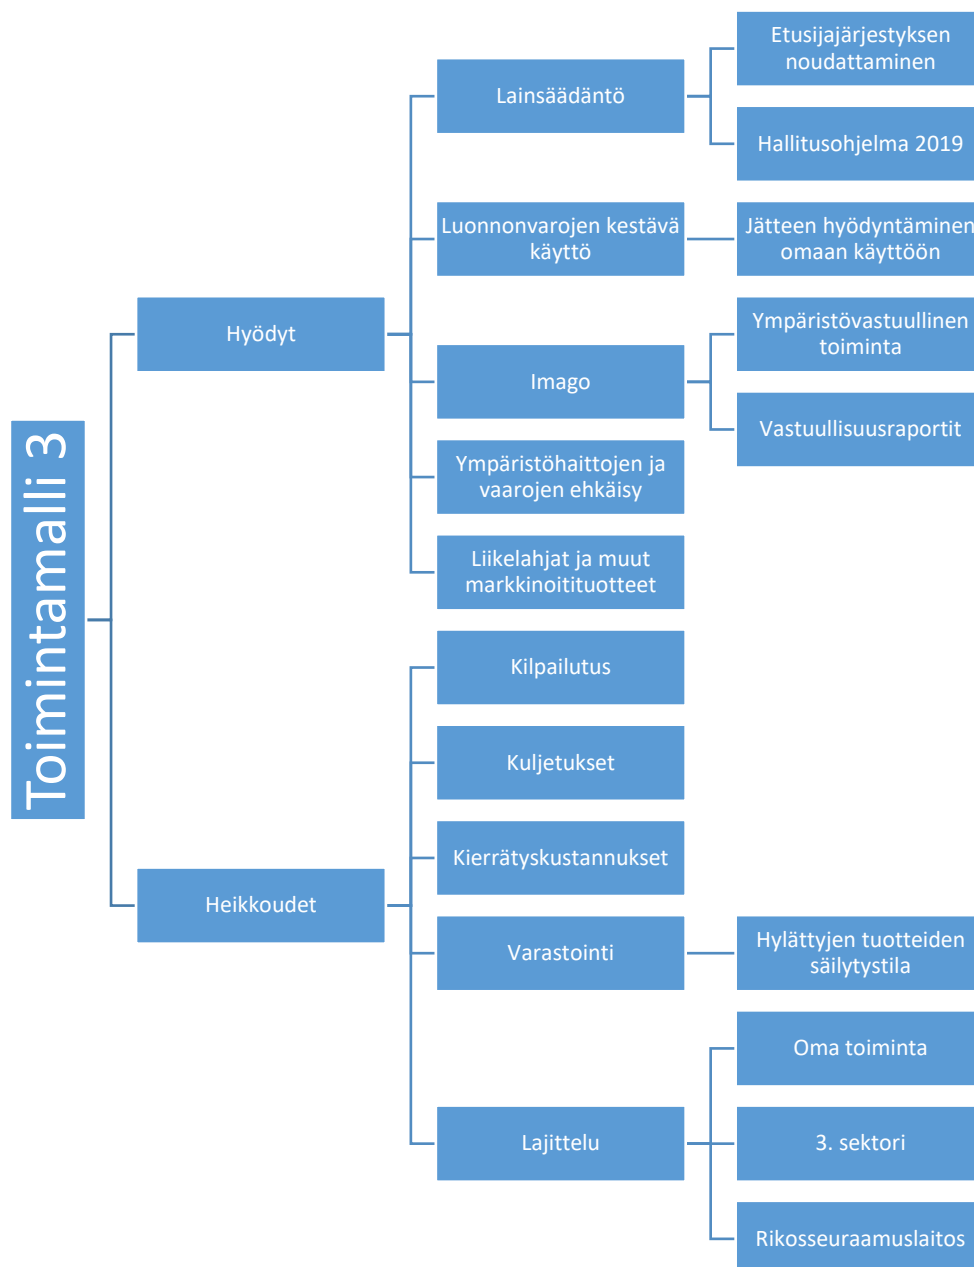 Toimintamalli 3
Hyödyt
Lainsäädäntö
Etusijajärjestyksen
noudattaminen
Hallitusohjelma 2019
Luonnonvarojen kestävä
käyttö
Jätteen hyödyntäminen
omaan käyttöön
Imago
Ympäristövastuullinen
toiminta
Vastuullisuusraportit
Ympäristöhaittojen ja
vaarojen ehkäisy
Liikelahjat ja muut
markkinoitituotteet
Heikkoudet
Kilpailutus
Kuljetukset
Kierrätyskustannukset
Varastointi
Hylättyjen tuotteiden
säilytystila
Lajittelu
Oma toiminta
3. sektori
Rikosseuraamuslaitos